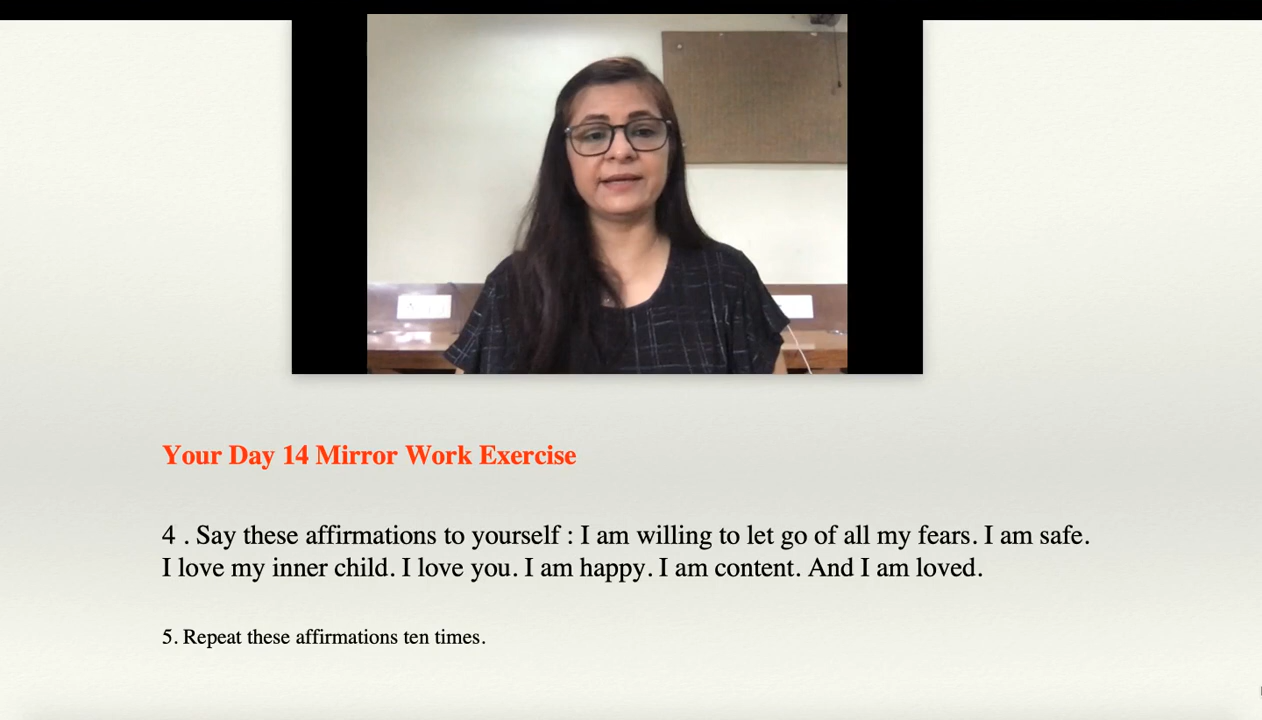 Your Day 14 Mirror Work Exercise
4 . Say these affirmations to yourself : I am willing to let go of all my fears. I am safe.
I love my inner child. I love you. I am happy. I am content. And I am loved.
5. Repeat these affirmations ten times.